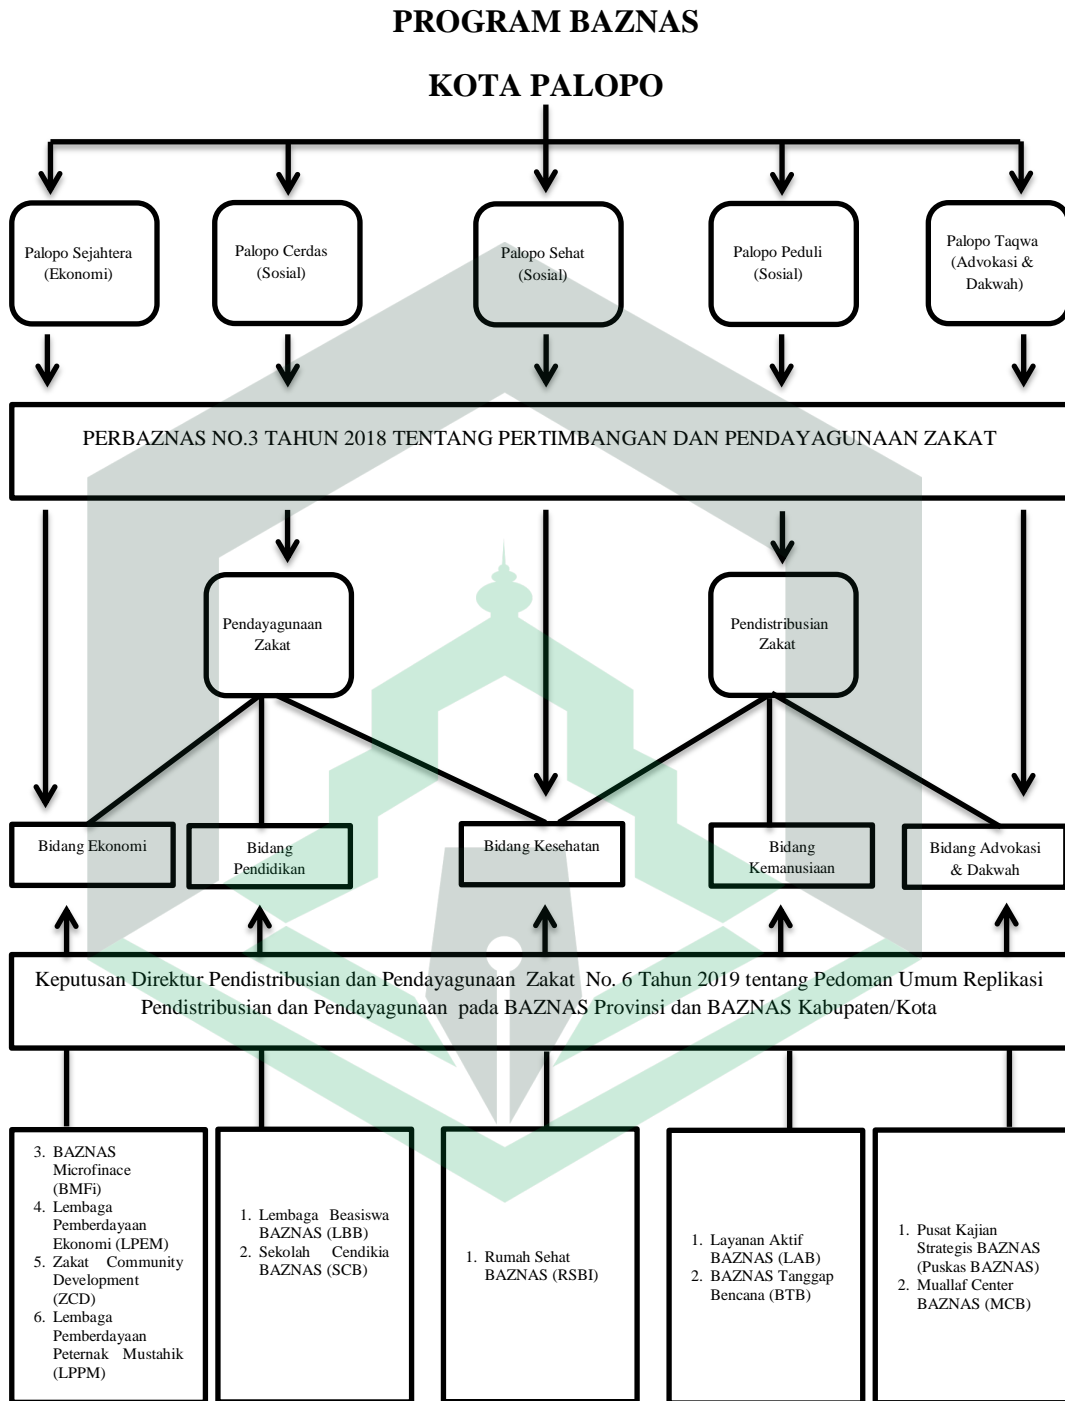 PROGRAM BAZNAS
KOTA PALOPO
Palopo Sejahtera
(Ekonomi)
Palopo Cerdas
(Sosial)
Palopo Sehat
(Sosial)
Palopo Peduli
(Sosial)
Palopo Taqwa
(Advokasi &
Dakwah)
PERBAZNAS NO.3 TAHUN 2018 TENTANG PERTIMBANGAN DAN PENDAYAGUNAAN ZAKAT
Pendayagunaan
Zakat
Pendistribusian
Zakat
Bidang Ekonomi
Bidang
Pendidikan
Bidang Kesehatan
Bidang
Kemanusiaan
Bidang Advokasi
& Dakwah
Keputusan Direktur Pendistribusian dan Pendayagunaan Zakat No. 6 Tahun 2019 tentang Pedoman Umum Replikasi
Pendistribusian dan Pendayagunaan pada BAZNAS Provinsi dan BAZNAS Kabupaten/Kota
3. BAZNAS
Microfinace
(BMFi)
4. Lembaga
Pemberdayaan
Ekonomi (LPEM)
5. Zakat Community
Development
(ZCD)
6. Lembaga
Pemberdayaan
Peternak Mustahik
(LPPM)
1. Lembaga Beasiswa
BAZNAS (LBB)
2. Sekolah Cendikia
BAZNAS (SCB)
1. Rumah Sehat
BAZNAS (RSBI)
1. Layanan Aktif
BAZNAS (LAB)
2. BAZNAS Tanggap
Bencana (BTB)
1. Pusat Kajian
Strategis BAZNAS
(Puskas BAZNAS)
2. Muallaf Center
BAZNAS (MCB)